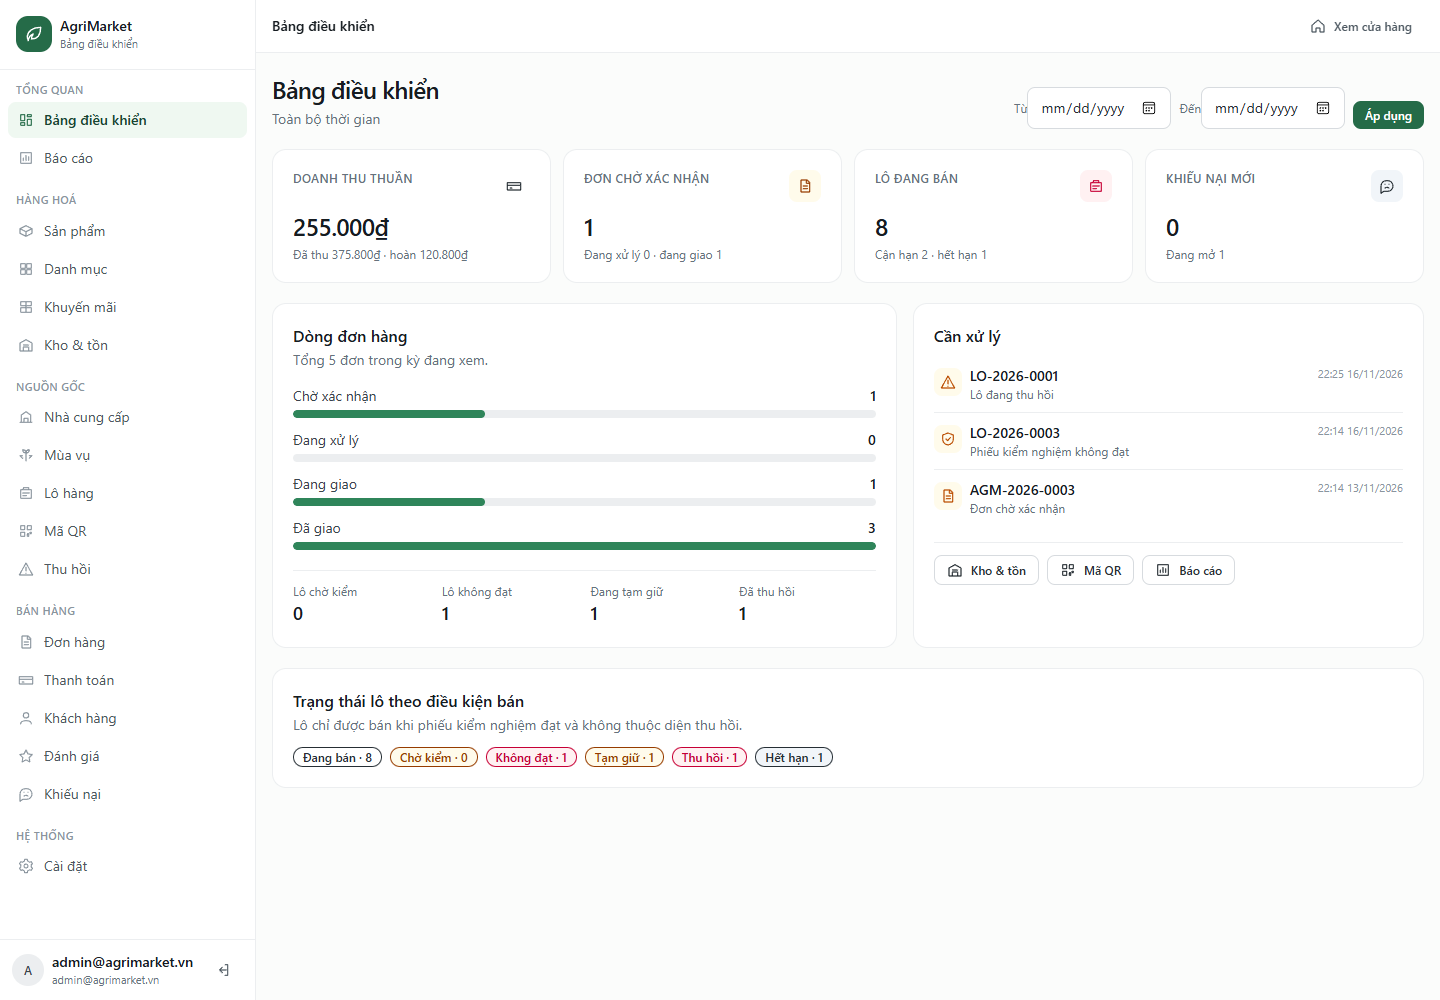 AgriMarket
Bảng điều khiển
TỔNG QUAN
Bảng điều khiển
Báo cáo
HÀNG HOÁ
Sản phẩm
Danh mục
Khuyến mãi
Kho & tồn
NGUỒN GỐC
Nhà cung cấp
Mùa vụ
Lô hàng
Mã QR
Thu hồi
BÁN HÀNG
Đơn hàng
Thanh toán
Khách hàng
Đánh giá
Khiếu nại
HỆ THỐNG
Cài đặt
A
admin@agrimarket.vn
admin@agrimarket.vn
Bảng điều khiển
Xem cửa hàng
Bảng điều khiển
Toàn bộ thời gian
Từ mm/dd/yyyy Đến mm/dd/yyyy Áp dụng
DOANH THU THUẦN
255.000₫
Đã thu 375.800₫ · hoàn 120.800₫
ĐƠN CHỜ XÁC NHẬN
1
Đang xử lý 0 · đang giao 1
LÔ ĐANG BÁN
8
Cận hạn 2 · hết hạn 1
KHIẾU NẠI MỚI
0
Đang mở 1
Dòng đơn hàng
Tổng 5 đơn trong kỳ đang xem.
Chờ xác nhận 1
Đang xử lý 0
Đang giao 1
Đã giao 3
Lô chờ kiểm Lô không đạt Đang tạm giữ Đã thu hồi
0 1 1 1
Cần xử lý
LO-2026-0001 22:25 16/11/2026
Lô đang thu hồi
LO-2026-0003 22:14 16/11/2026
Phiếu kiểm nghiệm không đạt
AGM-2026-0003 22:14 13/11/2026
Đơn chờ xác nhận
Kho & tồn Mã QR Báo cáo
Trạng thái lô theo điều kiện bán
Lô chỉ được bán khi phiếu kiểm nghiệm đạt và không thuộc diện thu hồi.
Đang bán · 8 Chờ kiểm · 0 Không đạt · 1 Tạm giữ · 1 Thu hồi · 1 Hết hạn · 1